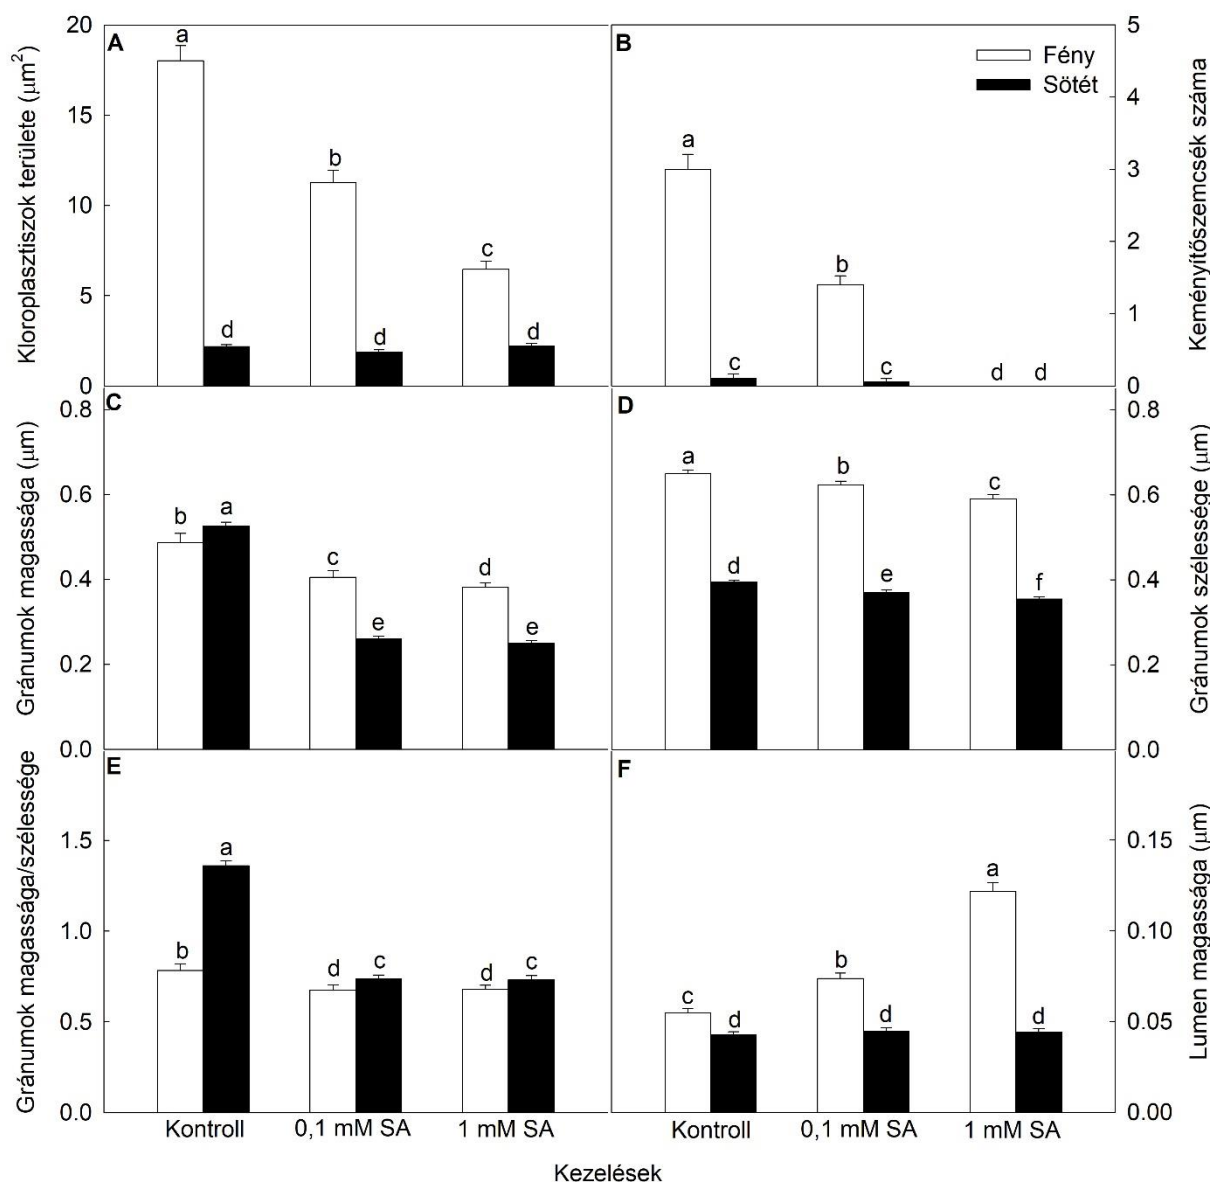 A
Kloroplasztiszok területe (μm²)
20
15
10
5
0
a
d
b
d
c
d
B
Fény
Sötét
Keményítőszemcsék száma
5
4
3
2
1
0
a
c
b
c
d
d
C
Gránumok magassága (μm)
0.8
0.6
0.4
0.2
0.0
b
a
c
e
d
e
D
Gránumok szélessége (μm)
0.8
0.6
0.4
0.2
0.0
a
d
b
e
c
f
E
Gránumok magassága/szélessége
1.5
1.0
0.5
0.0
b
a
d
c
d
c
Kontroll
0,1 mM SA
1 mM SA
F
Lumen magassága (μm)
0.15
0.10
0.05
0.00
c
d
b
d
a
d
Kontroll
0,1 mM SA
1 mM SA
Kezelések